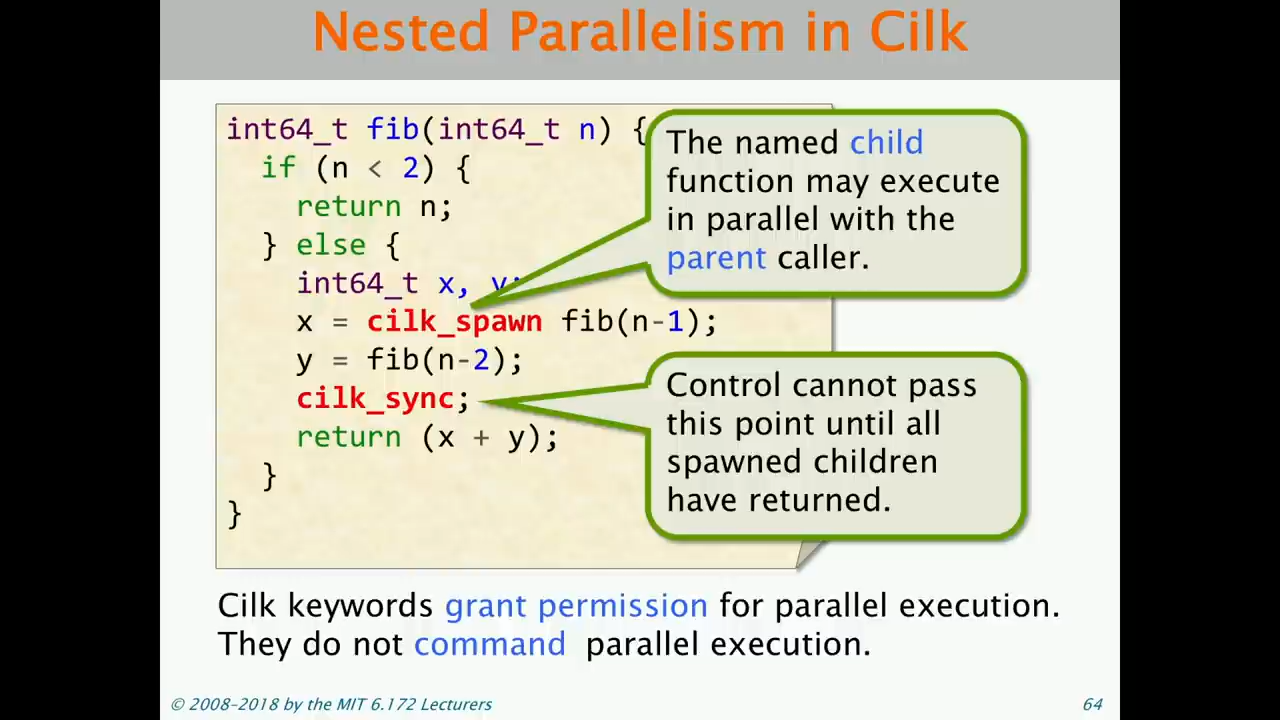 Nested Parallelism in Cilk
int64_t fib(int64_t n) {
if (n < 2) {
return n;
} else {
int64_t x, y;
x = cilk_spawn fib(n-1);
y = fib(n-2);
cilk_sync;
return (x + y);
}
}
The named child
function may execute
in parallel with the
parent caller.
Control cannot pass
this point until all
spawned children
have returned.
Cilk keywords grant permission for parallel execution.
They do not command parallel execution.
© 2008–2018 by the MIT 6.172 Lecturers
64